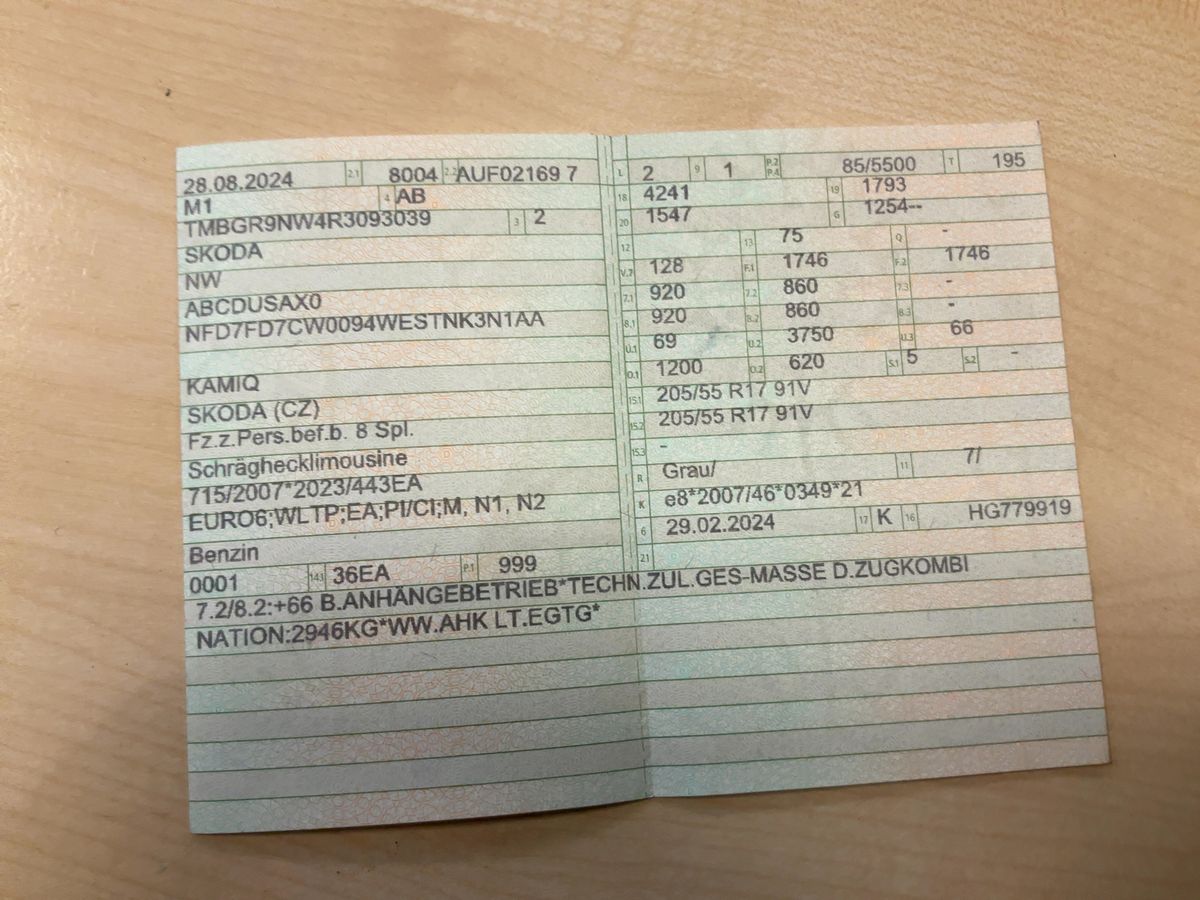 28.08.2024 2.1 8004 2.2 AUF02169 7
M1 4 AB
TMBGR9NW4R3093039 3 2
SKODA
NW
ABCDUSAX0
NFD7FD7CW0094WESTNK3N1AA
KAMIQ
SKODA (CZ)
Fz.z.Pers.bef.b. 8 Spl.
Schräghecklimousine
715/2007*2023/443EA
EURO6;WLTP;EA;PI/CI;M, N1, N2
Benzin
0001 14.1 36EA P.1 999
L 2 9 1 P.2 P.4 85/5500 T 195
18 4241 19 1793
20 1547 G 1254--
12 13 75 Q -
V.7 128 F.1 1746 F.2 1746
7.1 920 7.2 860 7.3 -
8.1 920 8.2 860 8.3 -
U.1 69 U.2 3750 U.3 66
O.1 1200 O.2 620 S.1 5 S.2 -
15.1 205/55 R17 91V
15.2 205/55 R17 91V
15.3 -
R Grau/ 11 7/
K e8*2007/46*0349*21
6 29.02.2024 17 K 16 HG779919
21
7.2/8.2:+66 B.ANHÄNGEBETRIEB*TECHN.ZUL.GES-MASSE D.ZUGKOMBI
NATION:2946KG*WW.AHK LT.EGTG*